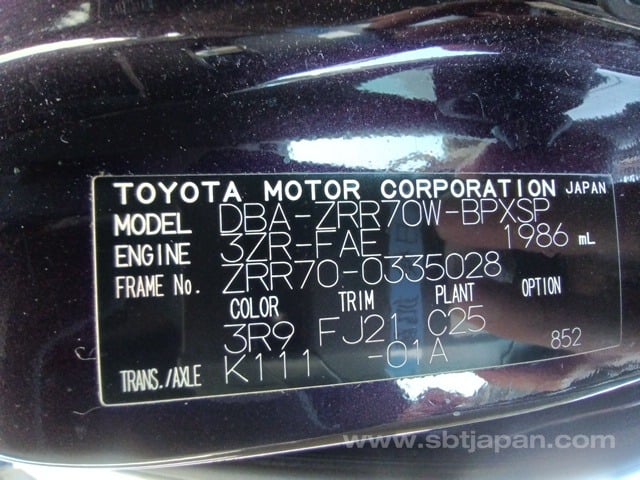 TOYOTA MOTOR CORPORATION JAPAN
MODEL DBA-ZRR70W-BPXSP
ENGINE 3ZR-FAE 1986 mL
FRAME No. ZRR70-0335028
COLOR TRIM PLANT OPTION
3R9 FJ21 C25
TRANS./AXLE K111 -01A 852
www.sbtjapan.com